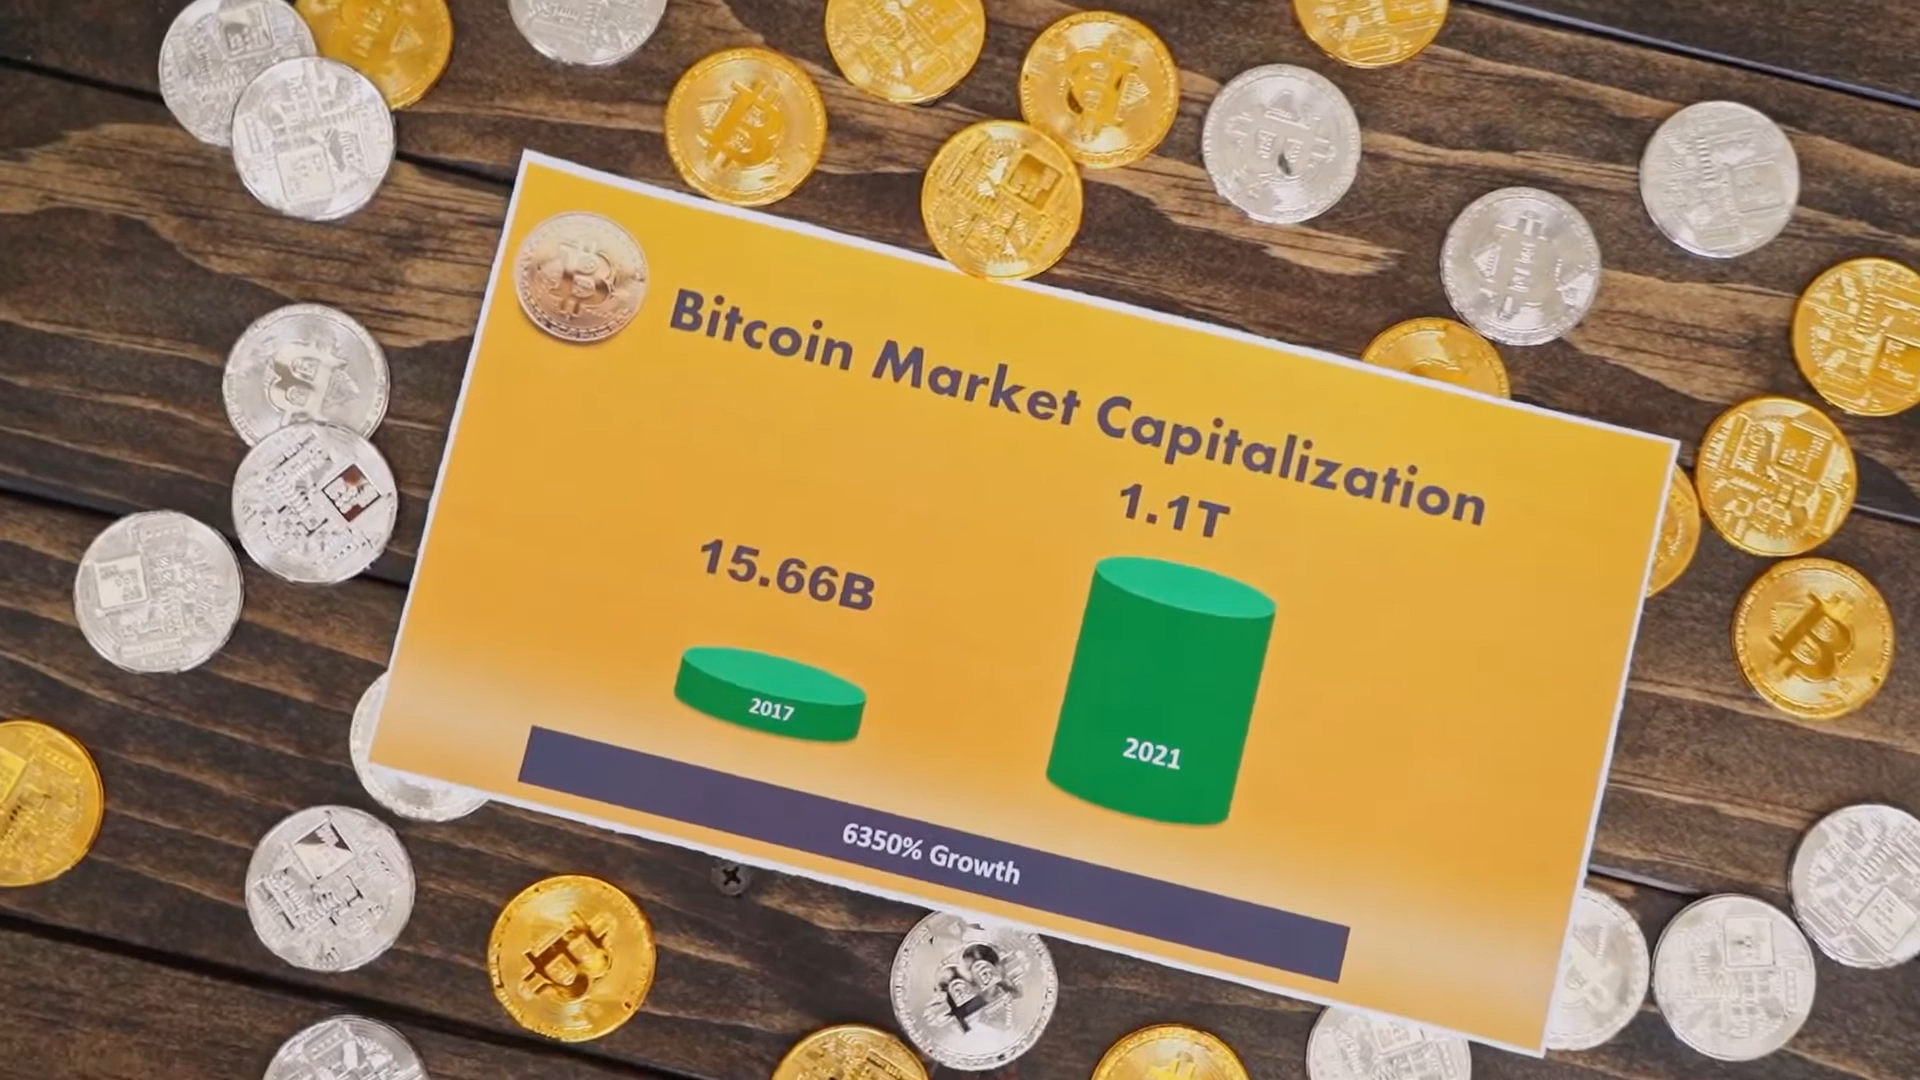 Bitcoin Market Capitalization
1.1T
15.66B
2017
2021
6350% Growth